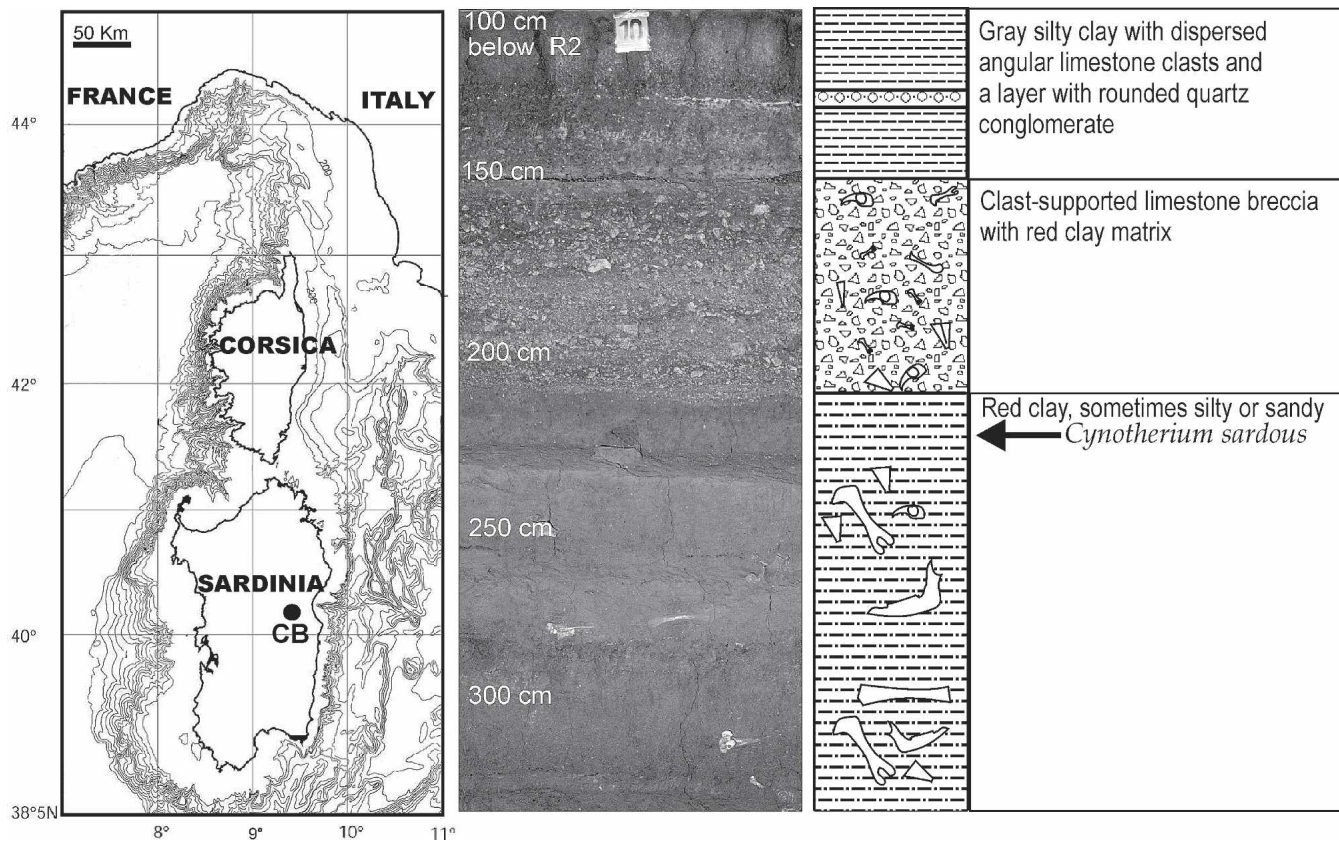 50 Km
FRANCE
ITALY
44°
200
CORSICA
42°
SARDINIA
CB
40°
38°5N
8°
9°
10°
11°
100 cm
below R2
150 cm
200 cm
250 cm
300 cm
Gray silty clay with dispersed
angular limestone clasts and
a layer with rounded quartz
conglomerate
Clast-supported limestone breccia
with red clay matrix
Red clay, sometimes silty or sandy
Cynotherium sardous